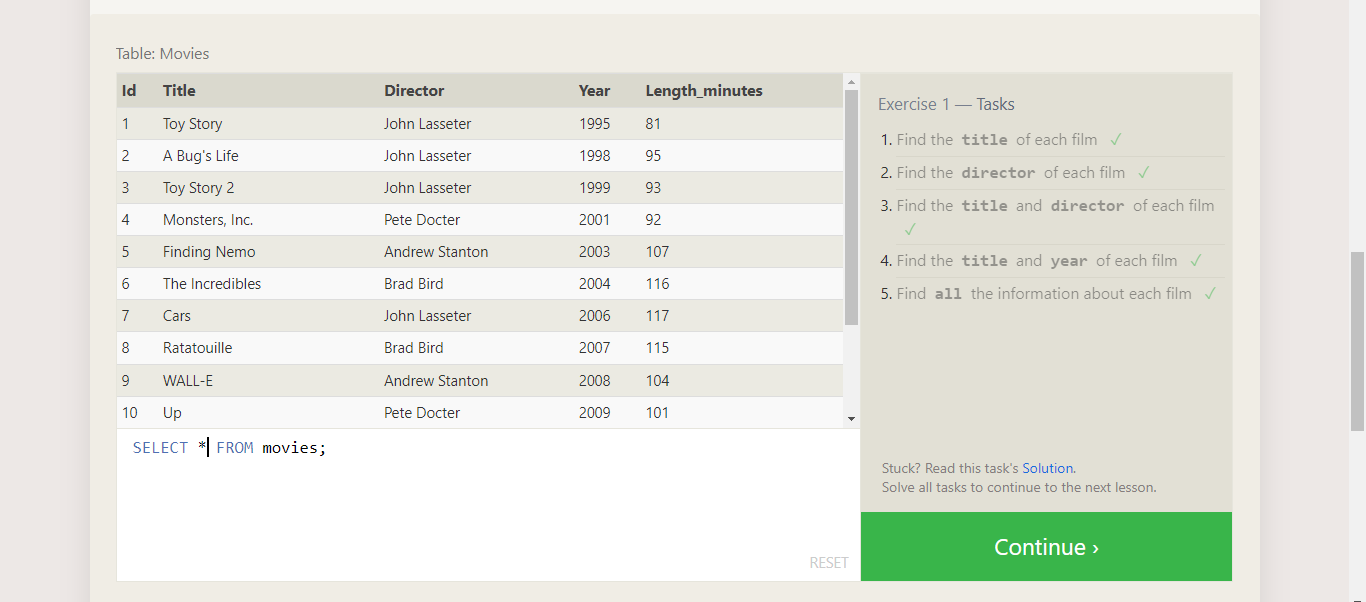 Table: Movies
Id Title Director Year Length_minutes
1 Toy Story John Lasseter 1995 81
2 A Bug's Life John Lasseter 1998 95
3 Toy Story 2 John Lasseter 1999 93
4 Monsters, Inc. Pete Docter 2001 92
5 Finding Nemo Andrew Stanton 2003 107
6 The Incredibles Brad Bird 2004 116
7 Cars John Lasseter 2006 117
8 Ratatouille Brad Bird 2007 115
9 WALL-E Andrew Stanton 2008 104
10 Up Pete Docter 2009 101
SELECT * FROM movies;
RESET
Exercise 1 — Tasks
1. Find the title of each film ✓
2. Find the director of each film ✓
3. Find the title and director of each film
✓
4. Find the title and year of each film ✓
5. Find all the information about each film ✓
Stuck? Read this task's Solution.
Solve all tasks to continue to the next lesson.
Continue ›